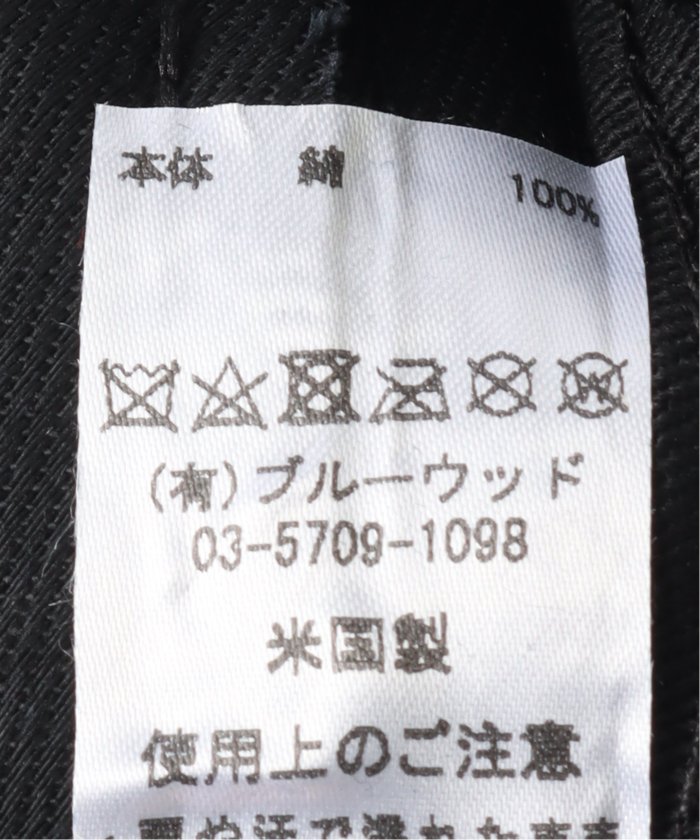 本体 綿 100%
(有)ブルーウッド
03-5709-1098
米国製
使用上のご注意